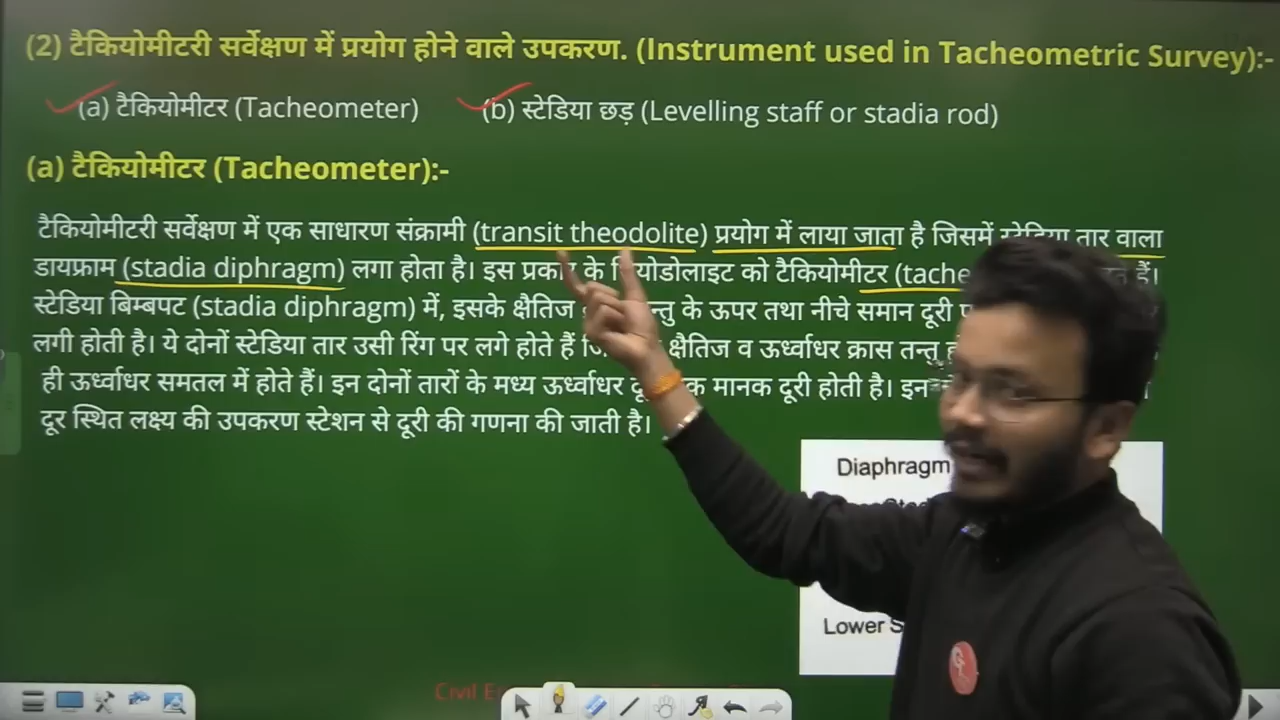 (2) टैकियोमीटरी सर्वेक्षण में प्रयोग होने वाले उपकरण. (Instrument used in Tacheometric Survey):-
(a) टैकियोमीटर (Tacheometer) (b) स्टेडिया छड़ (Levelling staff or stadia rod)
(a) टैकियोमीटर (Tacheometer):-
टैकियोमीटरी सर्वेक्षण में एक साधारण संक्रामी (transit theodolite) प्रयोग में लाया जाता है जिसमें तार वाला
डायफ्राम (stadia diphragm) लगा होता है। इस प्रकार के को टैकियोमीटर हैं।
स्टेडिया बिम्बपट (stadia diphragm) में, इसके क्षैतिज के ऊपर तथा नीचे समान दूरी
लगी होती है। ये दोनों स्टेडिया तार उसी रिंग पर लगे होते हैं क्षैतिज व ऊर्ध्वाधर क्रास तन्तु
ही ऊर्ध्वाधर समतल में होते हैं। इन दोनों तारों के मध्य ऊर्ध्वाधर मानक दूरी होती है।
दूर स्थित लक्ष्य की उपकरण स्टेशन से दूरी की गणना की जाती है।
Diaphragm
Lower
Civil